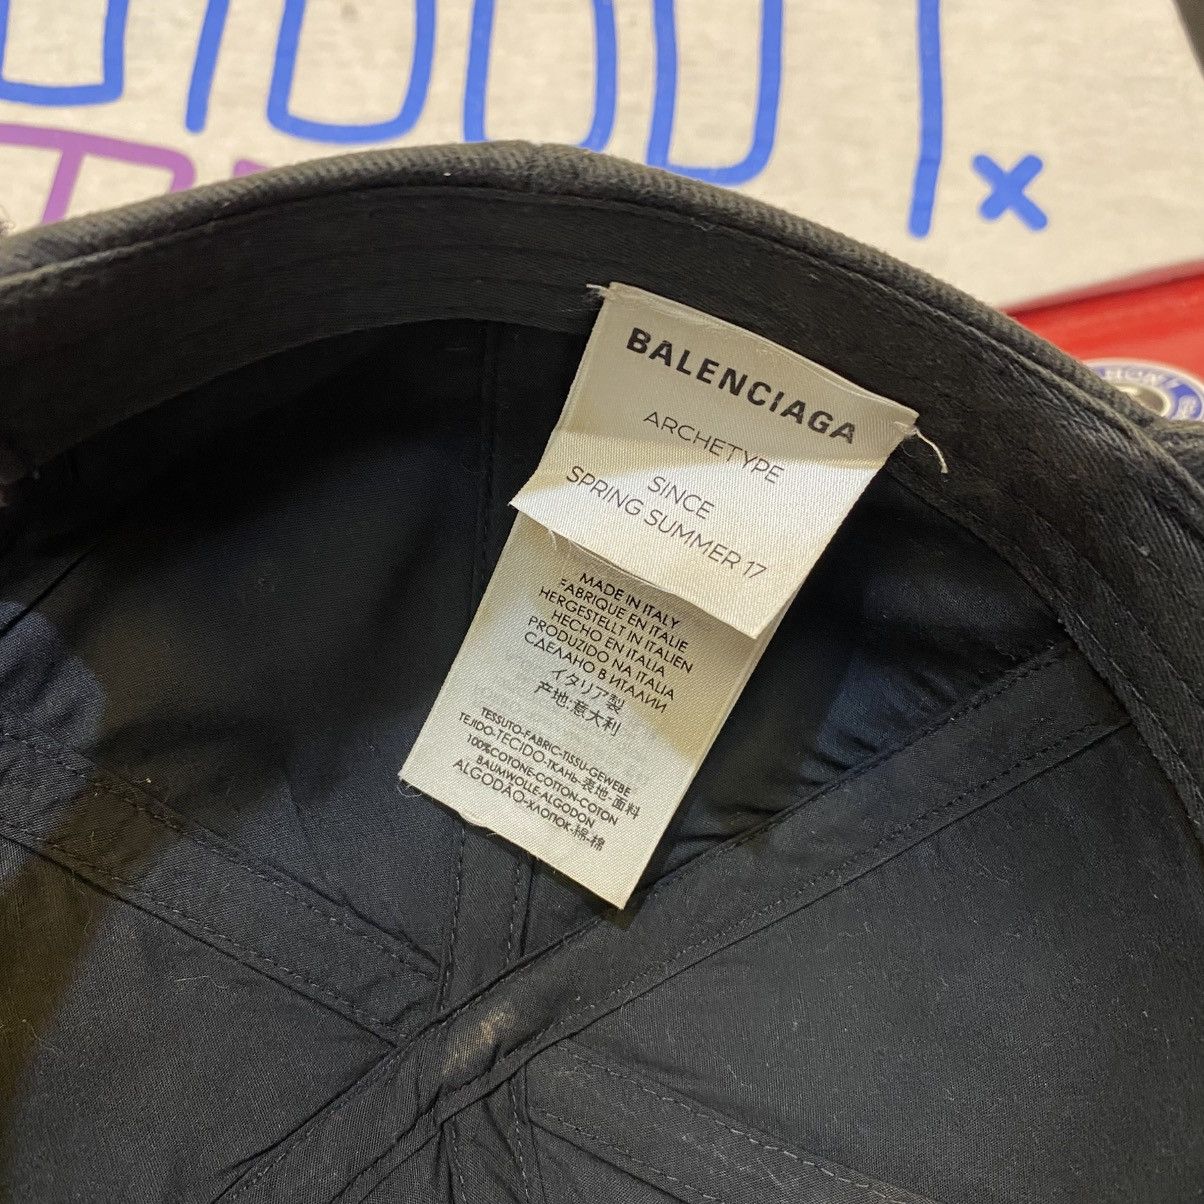 BALENCIAGA
ARCHETYPE
SINCE
SPRING SUMMER 17
MADE IN ITALY
FABRIQUE EN ITALIE
HERGESTELLT IN ITALIEN
HECHO EN ITALIA
PRODUZIDO NA ITALIA
СДЕЛАНО В ИТАЛИИ
イタリア製
产地:意大利
TESSUTO-FABRIC-TISSU-GEWEBE
TEJIDO-TECIDO-ТКАНЬ-表地-面料
100%COTONE-COTTON-COTON
BAUMWOLLE-ALGODON
ALGODÃO-ХЛОПОК-綿-棉